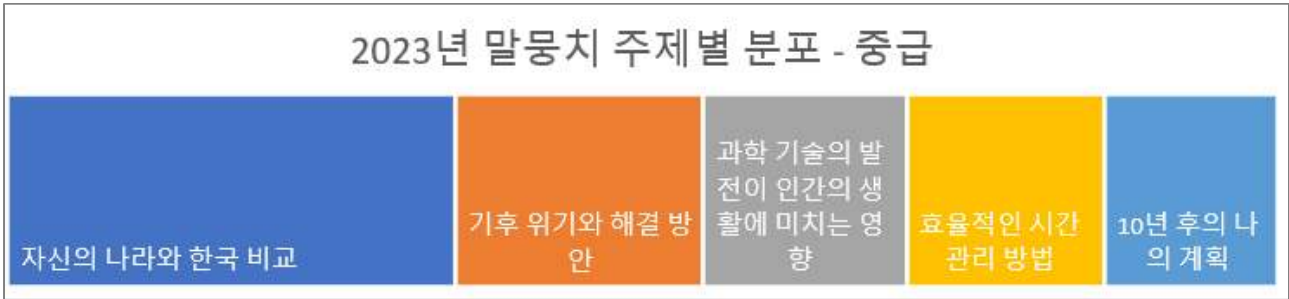 2023년 말뭉치 주제별 분포 - 중급
자신의 나라와 한국 비교
기후 위기와 해결 방
안
과학 기술의 발
전이 인간의 생
활에 미치는 영
향
효율적인 시간
관리 방법
10년 후의 나
의 계획